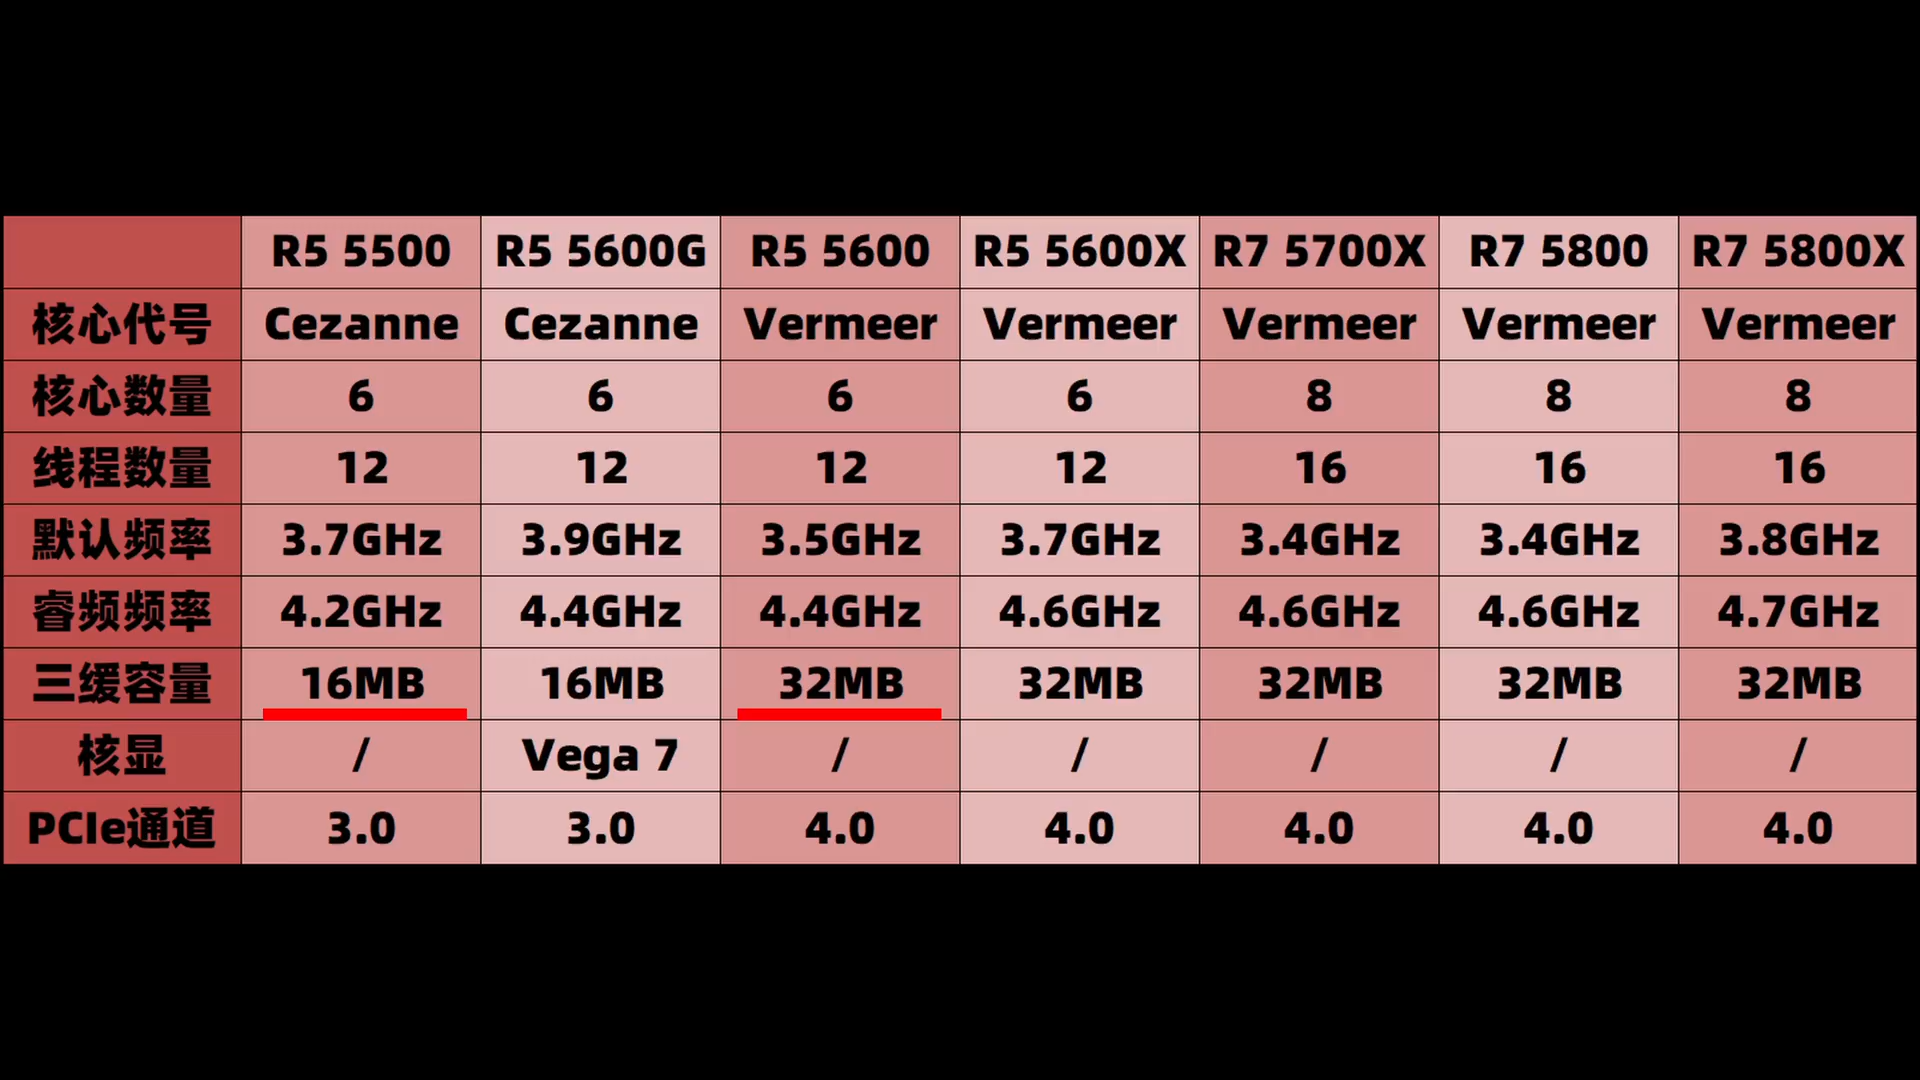 R5 5500 R5 5600G R5 5600 R5 5600X R7 5700X R7 5800 R7 5800X
核心代号 Cezanne Cezanne Vermeer Vermeer Vermeer Vermeer Vermeer
核心数量 6 6 6 6 8 8 8
线程数量 12 12 12 12 16 16 16
默认频率 3.7GHz 3.9GHz 3.5GHz 3.7GHz 3.4GHz 3.4GHz 3.8GHz
睿频频率 4.2GHz 4.4GHz 4.4GHz 4.6GHz 4.6GHz 4.6GHz 4.7GHz
三缓容量 16MB 16MB 32MB 32MB 32MB 32MB 32MB
核显 / Vega 7 / / / / /
PCIe通道 3.0 3.0 4.0 4.0 4.0 4.0 4.0